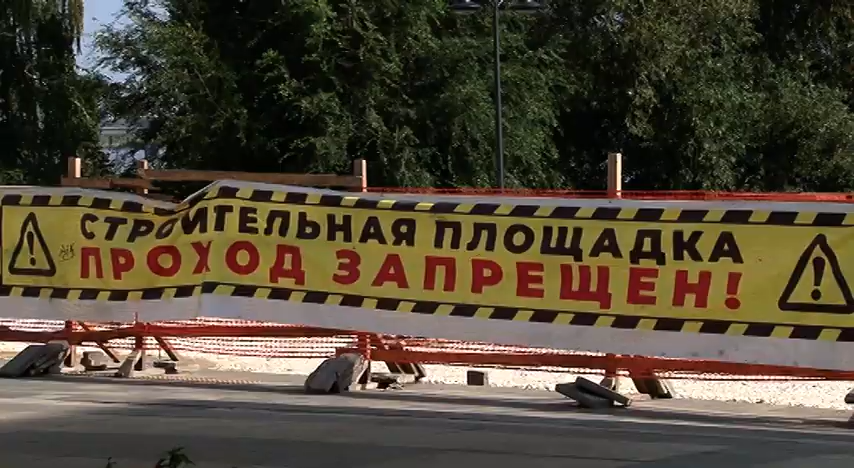 СТРОИТЕЛЬНАЯ ПЛОЩАДКА
ПРОХОД ЗАПРЕЩЕН!